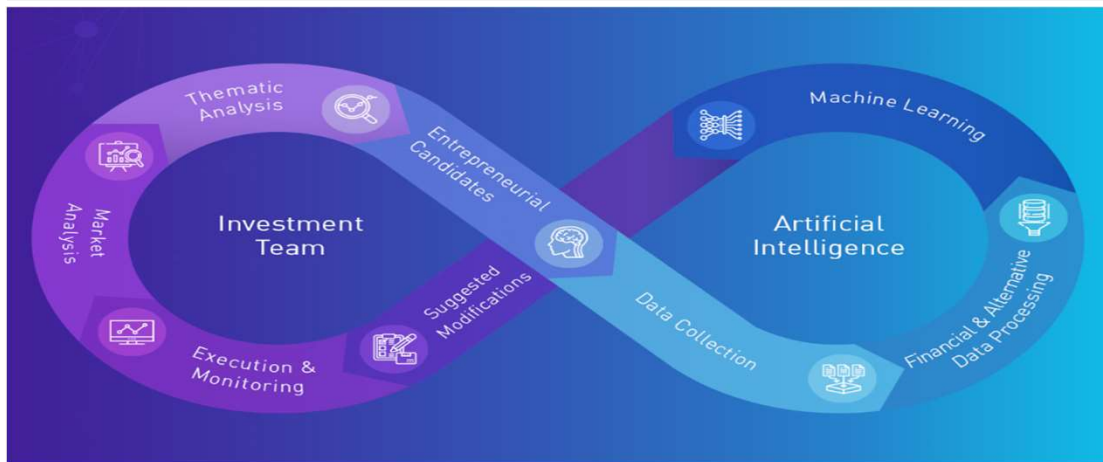 Thematic
Analysis
Entrepreneurial
Candidates
Machine Learning
Investment
Team
Artificial
Intelligence
Market
Analysis
Suggested
Modifications
Data Collection
Financial & Alternative
Data Processing
Execution &
Monitoring